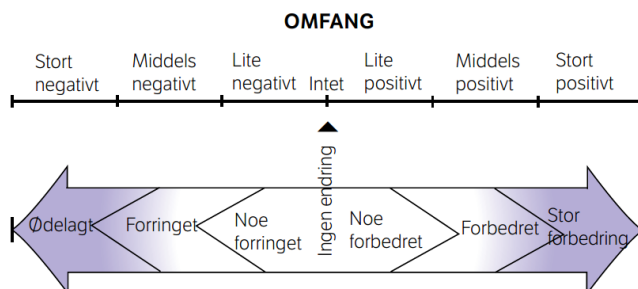 OMFANG
Stort
negativt
Middels
negativt
Lite
negativt
Intet
Lite
positivt
Middels
positivt
Stort
positivt
Ødelagt
Forringet
Noe
forringet
Ingen endring
Noe
forbedret
Forbedret
Stor
forbedring